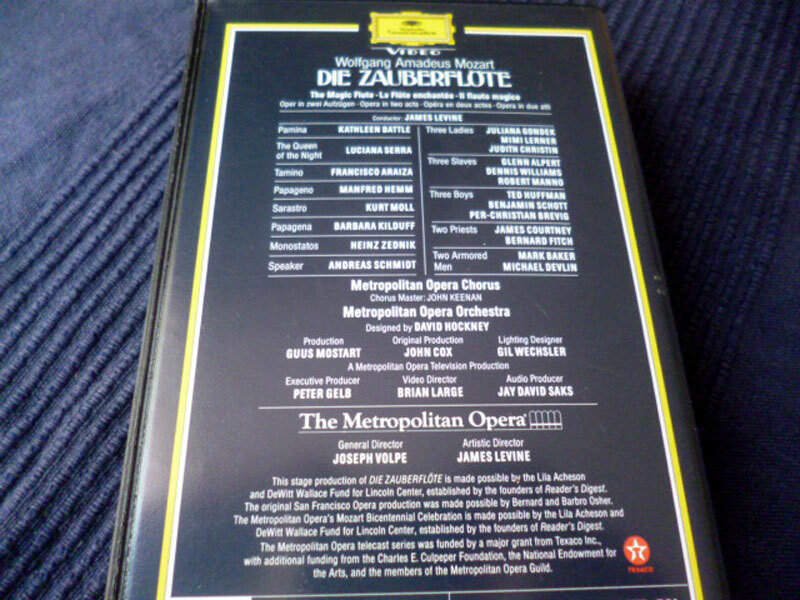 Deutsche
Grammophon
VIDEO
Wolfgang Amadeus Mozart
DIE ZAUBERFLÖTE
The Magic Flute · La Flûte enchantée · Il flauto magico
Oper in zwei Aufzügen · Opera in two acts · Opéra en deux actes · Opera in due atti
Conductor: JAMES LEVINE
Pamina KATHLEEN BATTLE
The Queen
of the Night LUCIANA SERRA
Tamino FRANCISCO ARAIZA
Papageno MANFRED HEMM
Sarastro KURT MOLL
Papagena BARBARA KILDUFF
Monostatos HEINZ ZEDNIK
Speaker ANDREAS SCHMIDT
Three Ladies JULIANA GONDEK
MIMI LERNER
JUDITH CHRISTIN
Three Slaves GLENN ALPERT
DENNIS WILLIAMS
ROBERT MANNO
Three Boys TED HUFFMAN
BENJAMIN SCHOTT
PER-CHRISTIAN BREVIG
Two Priests JAMES COURTNEY
BERNARD FITCH
Two Armored MARK BAKER
Men MICHAEL DEVLIN
Metropolitan Opera Chorus
Chorus Master: JOHN KEENAN
Metropolitan Opera Orchestra
Designed by DAVID HOCKNEY
Production Original Production Lighting Designer
GUUS MOSTART JOHN COX GIL WECHSLER
A Metropolitan Opera Television Production
Executive Producer Video Director Audio Producer
PETER GELB BRIAN LARGE JAY DAVID SAKS
The Metropolitan Opera
General Director Artistic Director
JOSEPH VOLPE JAMES LEVINE
This stage production of DIE ZAUBERFLÖTE is made possible by the Lila Acheson
and DeWitt Wallace Fund for Lincoln Center, established by the founders of Reader's Digest.
The original San Francisco Opera production was made possible by Bernard and Barbro Osher.
The Metropolitan Opera's Mozart Bicentennial Celebration is made possible by the Lila Acheson and
DeWitt Wallace Fund for Lincoln Center, established by the founders of Reader's Digest.
The Metropolitan Opera telecast series was funded by a major grant from Texaco Inc.,
with additional funding from the Charles E. Culpeper Foundation, the National Endowment for
the Arts, and the members of the Metropolitan Opera Guild.
TEXACO